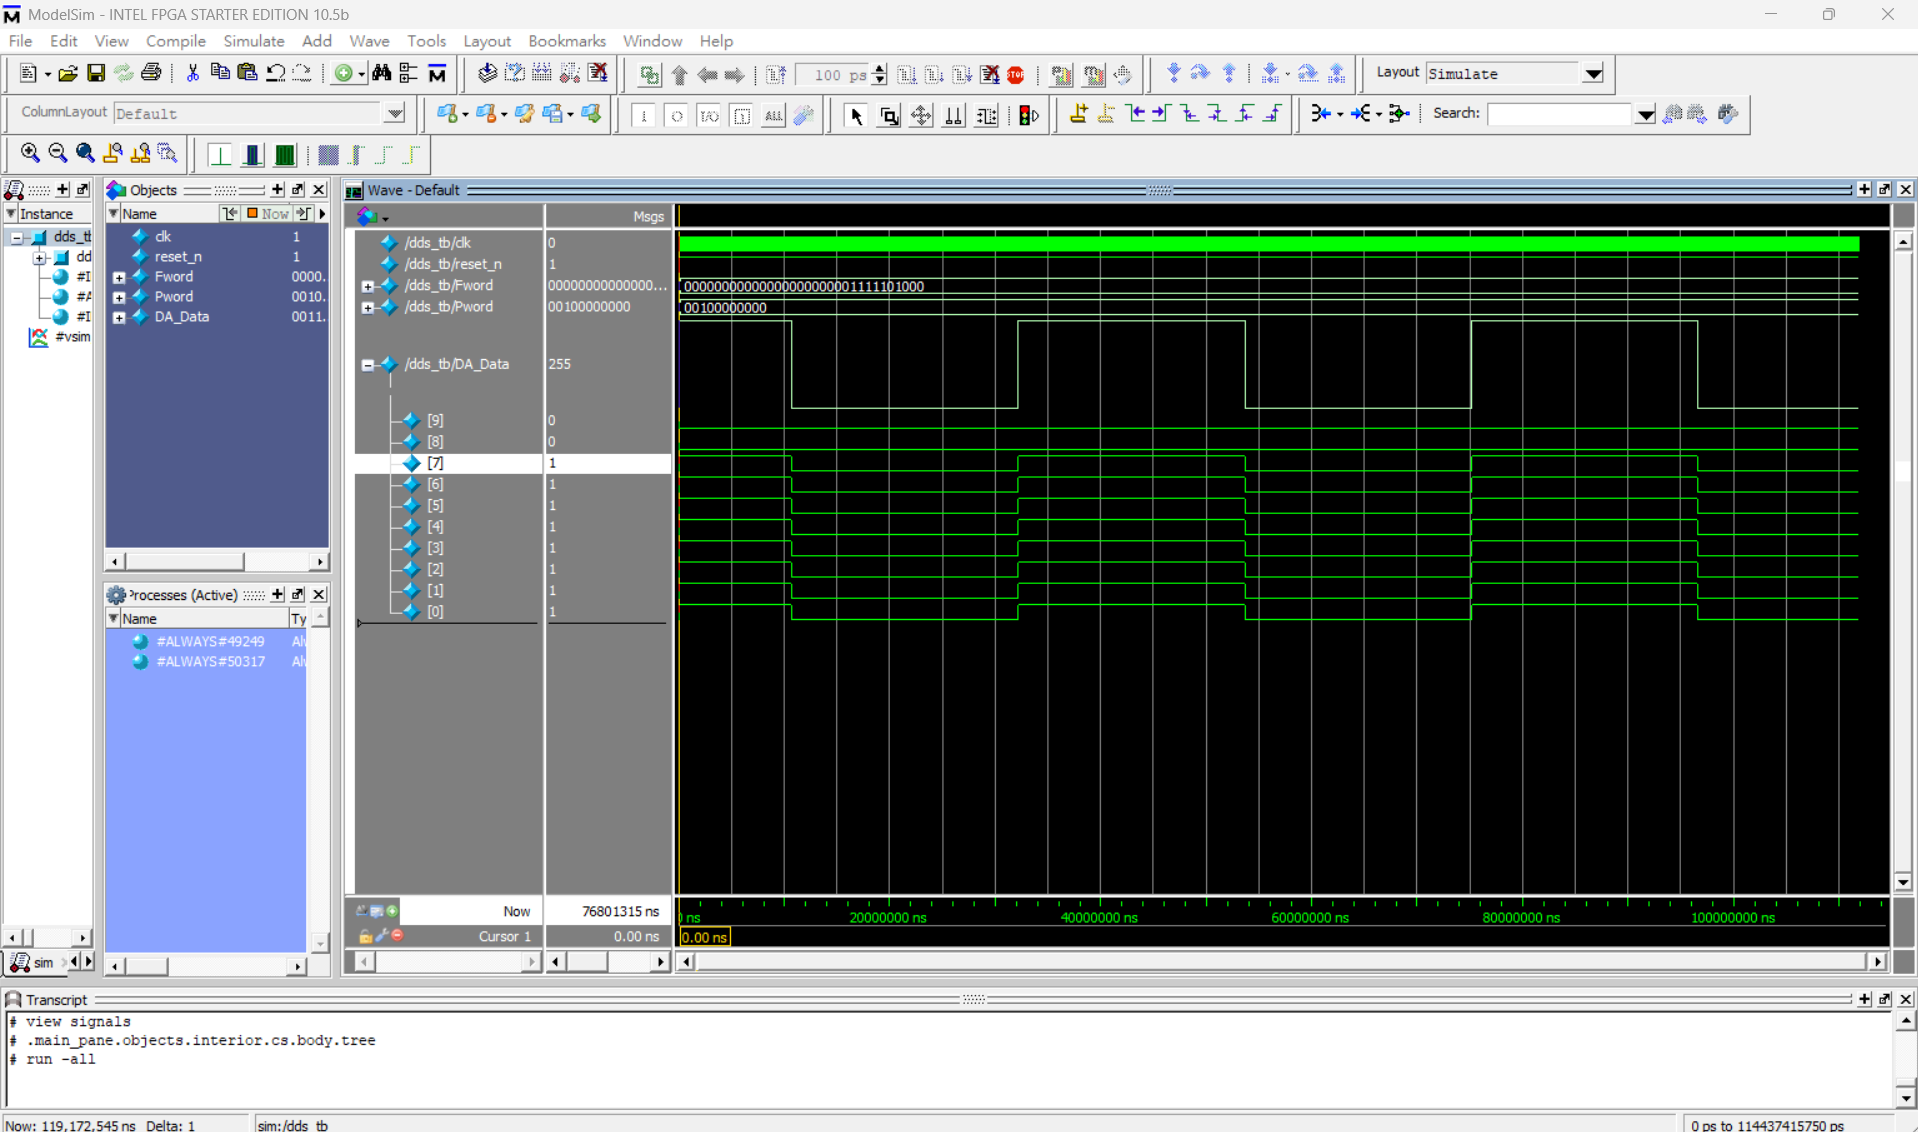 ModelSim - INTEL FPGA STARTER EDITION 10.5b
File Edit View Compile Simulate Add Wave Tools Layout Bookmarks Window Help
100 ps
Layout Simulate
ColumnLayout Default
ALL
Search:
Instance
dds_tb
dd
#I
#A
#I
#vsim
sim
Objects
Name Now
clk 1
reset_n 1
Fword 0000.
Pword 0010.
DA_Data 0011.
Processes (Active)
Name Ty
#ALWAYS#49249 Alw
#ALWAYS#50317 Alw
Wave - Default
Msgs
/dds_tb/clk 0
/dds_tb/reset_n 1
/dds_tb/Fword 00000000000000...
/dds_tb/Pword 00100000000
/dds_tb/DA_Data 255
[9] 0
[8] 0
[7] 1
[6] 1
[5] 1
[4] 1
[3] 1
[2] 1
[1] 1
[0] 1
00000000000000000000001111101000
00100000000
Now 76801315 ns
Cursor 1 0.00 ns
ns 20000000 ns 40000000 ns 60000000 ns 80000000 ns 100000000 ns
0.00 ns
Transcript
# view signals
# .main_pane.objects.interior.cs.body.tree
# run -all
Now: 119,172,545 ns Delta: 1
sim:/dds_tb
0 ps to 114437415750 ps